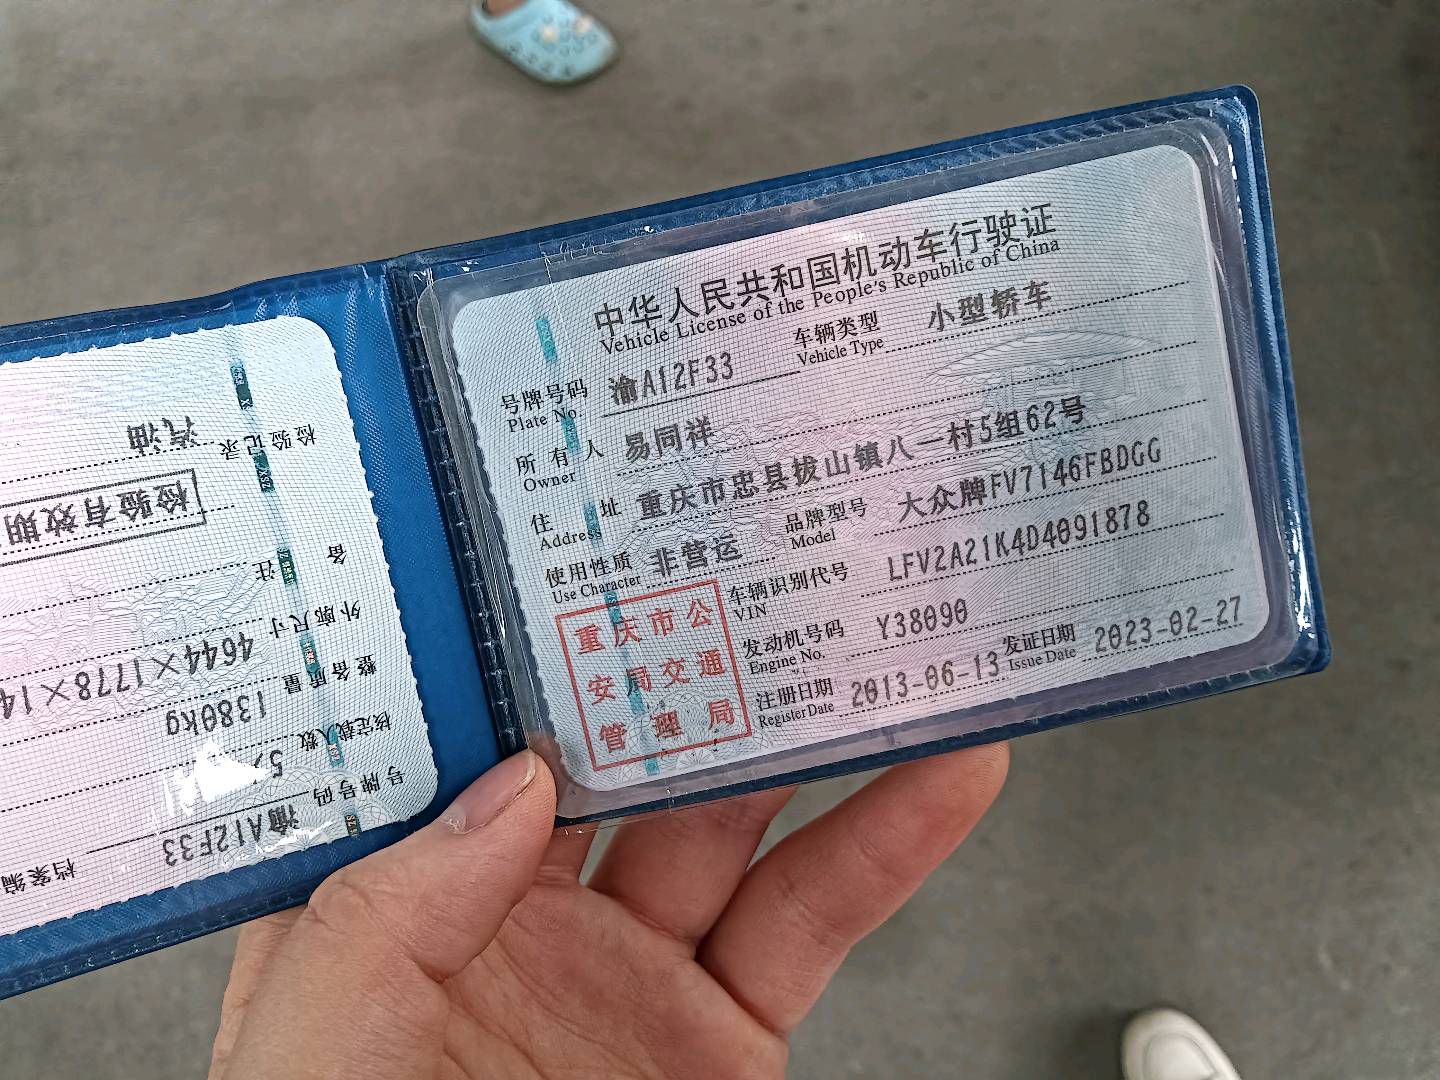 中华人民共和国机动车行驶证
Vehicle License of the People's Republic of China
号牌号码 渝A12F33 车辆类型 小型轿车
Plate No. Vehicle Type
所有人 易同祥
Owner
住址 重庆市忠县拔山镇八一村5组62号
Address
使用性质 非营运 品牌型号 大众牌FV7146FBDGG
Use Character Model
车辆识别代号 LFV2A21K4D4091878
VIN
发动机号码 Y38090
Engine No.
注册日期 2013-06-13 发证日期 2023-02-27
Register Date Issue Date
重庆市公
安局交通
管理局
号牌号码 渝A12F33 档案编
核定载人数 5
整备质量 1380kg
外廓尺寸 4644×1778×14
备注
检验有效期
检验记录
汽油